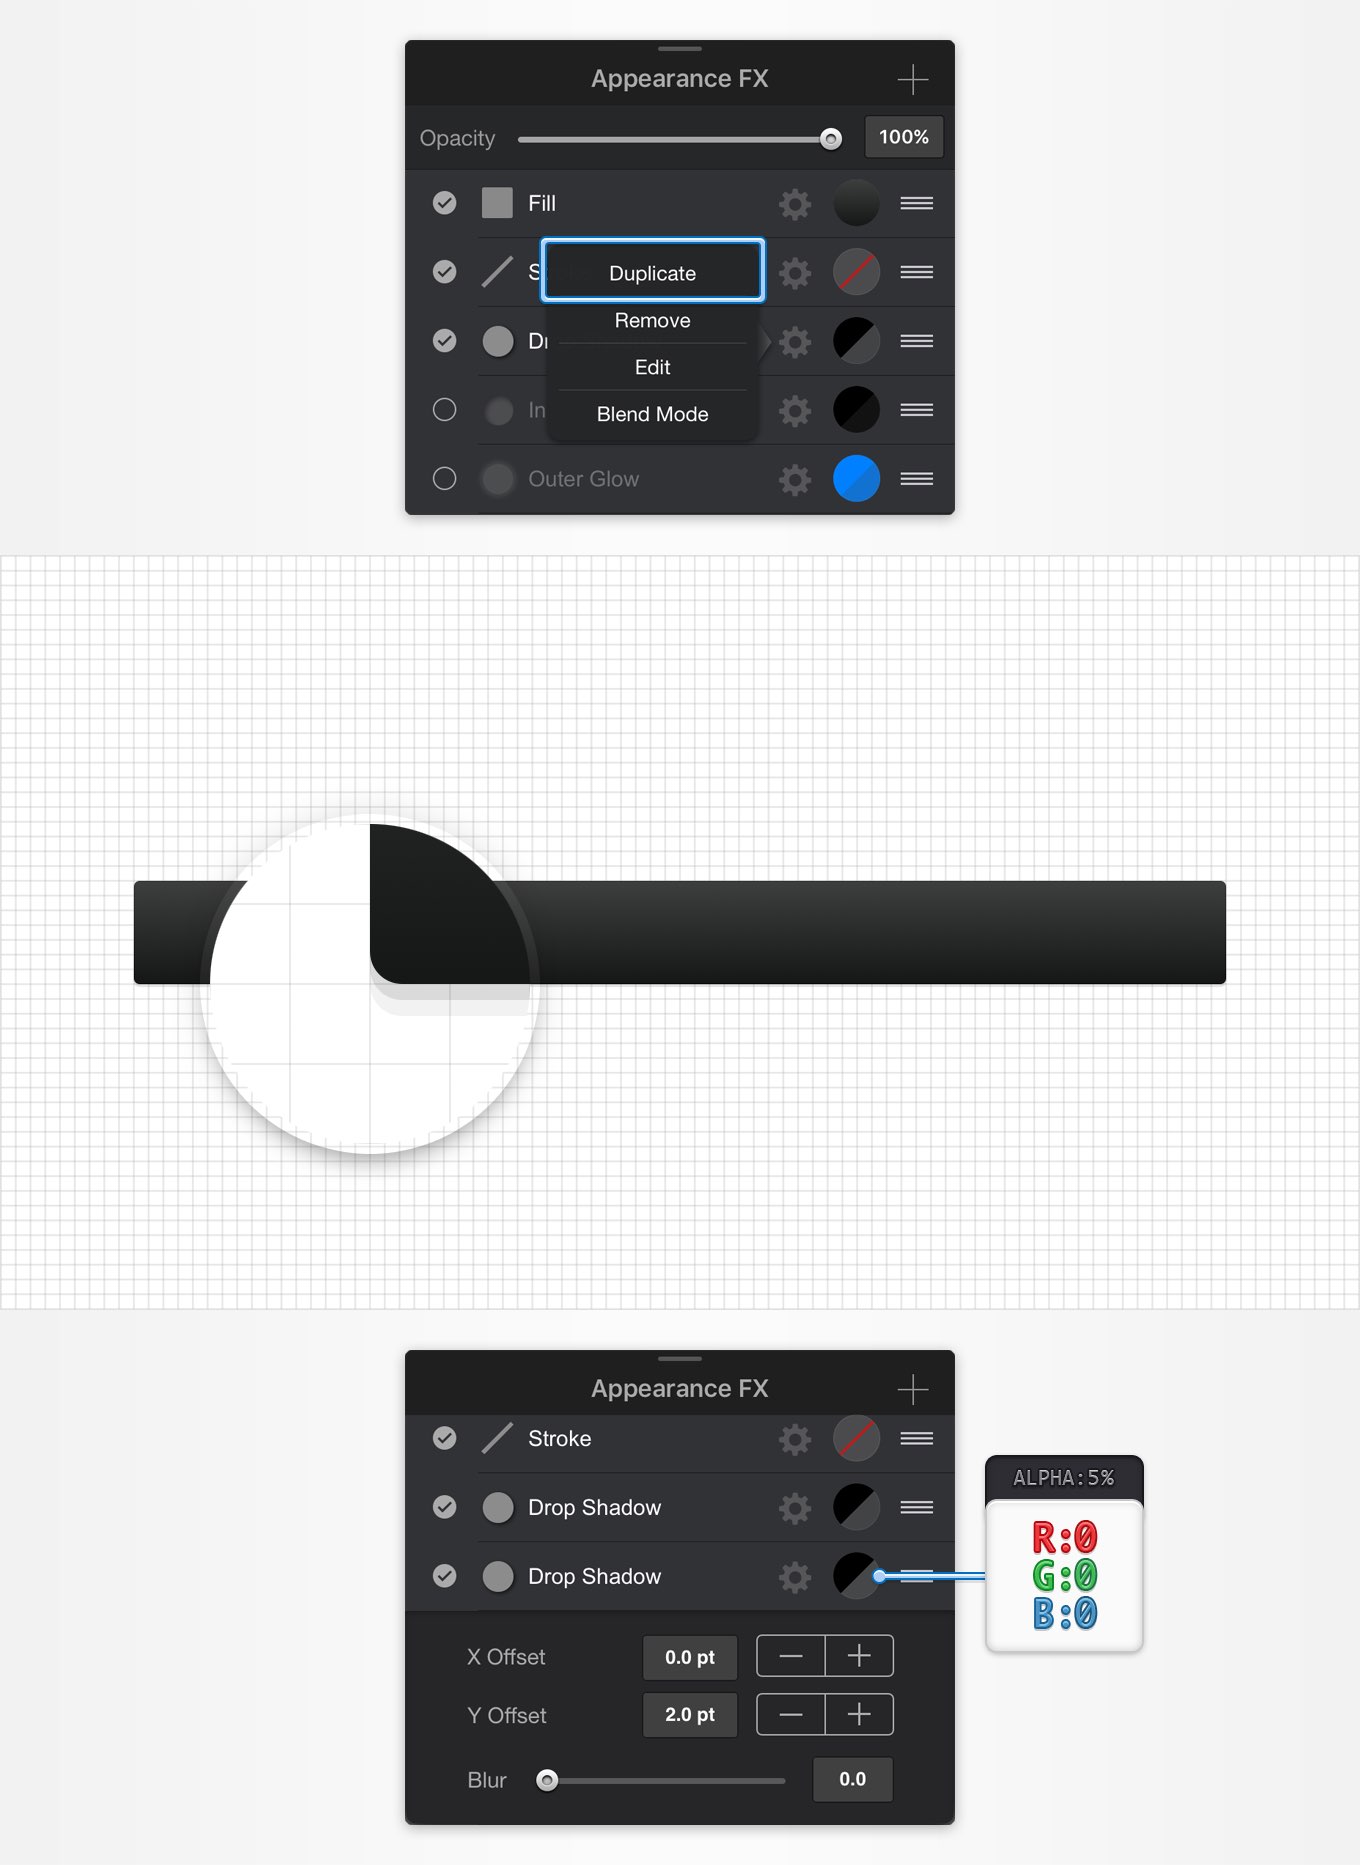 Appearance FX
Opacity 100%
Fill
S Duplicate
Remove
Edit
In Blend Mode
Outer Glow
Appearance FX
Stroke
Drop Shadow
Drop Shadow
X Offset 0.0 pt
Y Offset 2.0 pt
Blur 0.0
ALPHA:5%
R:0
G:0
B:0